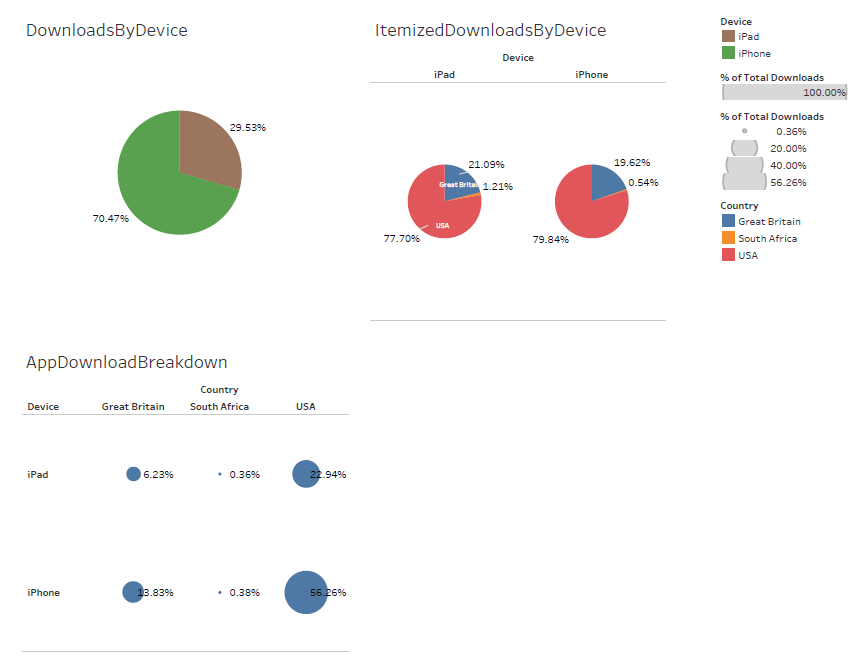 DownloadsByDevice
29.53%
70.47%
ItemizedDownloadsByDevice
Device
iPad iPhone
21.09%
Great Britai
1.21%
USA
77.70%
19.62%
0.54%
79.84%
Device
iPad
iPhone
% of Total Downloads
100.00%
% of Total Downloads
0.36%
20.00%
40.00%
56.26%
Country
Great Britain
South Africa
USA
AppDownloadBreakdown
Country
Device Great Britain South Africa USA
iPad 6.23% 0.36% 22.94%
iPhone 13.83% 0.38% 56.26%